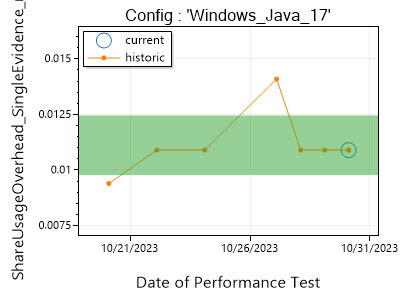 Config : 'Windows_Java_17'
current
historic
0.015
0.0125
0.01
0.0075
10/21/2023
10/26/2023
10/31/2023
Date of Performance Test
ShareUsageOverhead_SingleEvidence_